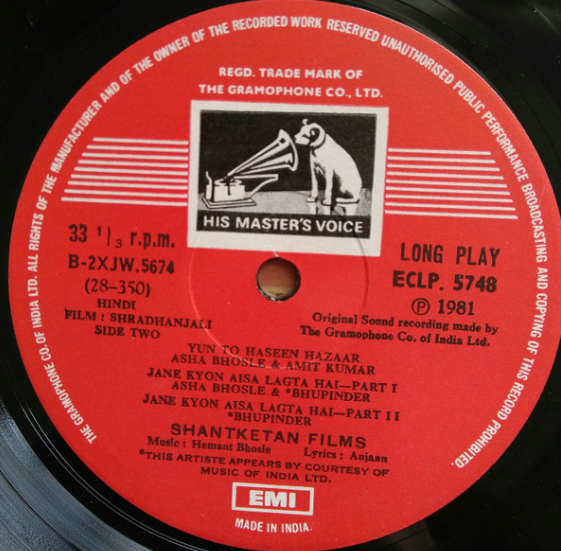 THE GRAMOPHONE CO. OF INDIA LTD. ALL RIGHTS OF THE MANUFACTURER AND OF THE OWNER OF THE RECORDED WORK RESERVED UNAUTHORISED PUBLIC PERFORMANCE BROADCASTING AND COPYING OF THIS RECORD PROHIBITED.
REGD. TRADE MARK OF
THE GRAMOPHONE CO., LTD.
HIS MASTER'S VOICE
33 1/3 r.p.m.
B-2XJW.5674
(28-350)
HINDI
FILM : SHRADHANJALI
SIDE TWO
LONG PLAY
ECLP. 5748
℗ 1981
Original Sound recording made by
The Gramophone Co. of India Ltd.
YUN TO HASEEN HAZAAR
ASHA BHOSLE & AMIT KUMAR
JANE KYON AISA LAGTA HAI—PART I
ASHA BHOSLE & *BHUPINDER
JANE KYON AISA LAGTA HAI—PART II
*BHUPINDER
SHANTKETAN FILMS
Music : Hemant Bhosle Lyrics : Anjaan
*THIS ARTISTE APPEARS BY COURTESY OF
MUSIC OF INDIA LTD.
EMI
MADE IN INDIA.